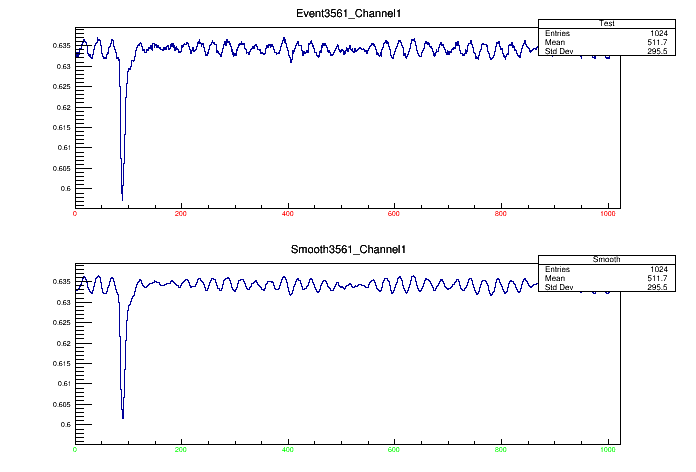 Event3561_Channel1
Test
Entries 1024
Mean 511.7
Std Dev 295.5
0.635
0.63
0.625
0.62
0.615
0.61
0.605
0.6
0 200 400 600 800 1000
Smooth3561_Channel1
Smooth
Entries 1024
Mean 511.7
Std Dev 295.5
0.635
0.63
0.625
0.62
0.615
0.61
0.605
0.6
0 200 400 600 800 1000